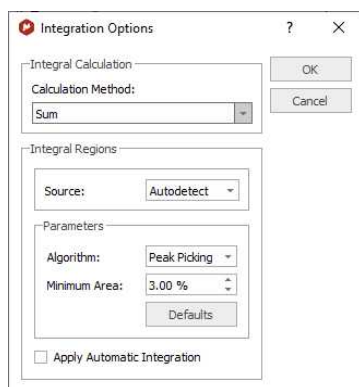 Integration Options ? ×
Integral Calculation
OK
Calculation Method:
Sum
Cancel
Integral Regions
Source: Autodetect
Parameters
Algorithm: Peak Picking
Minimum Area: 3.00 %
Defaults
Apply Automatic Integration